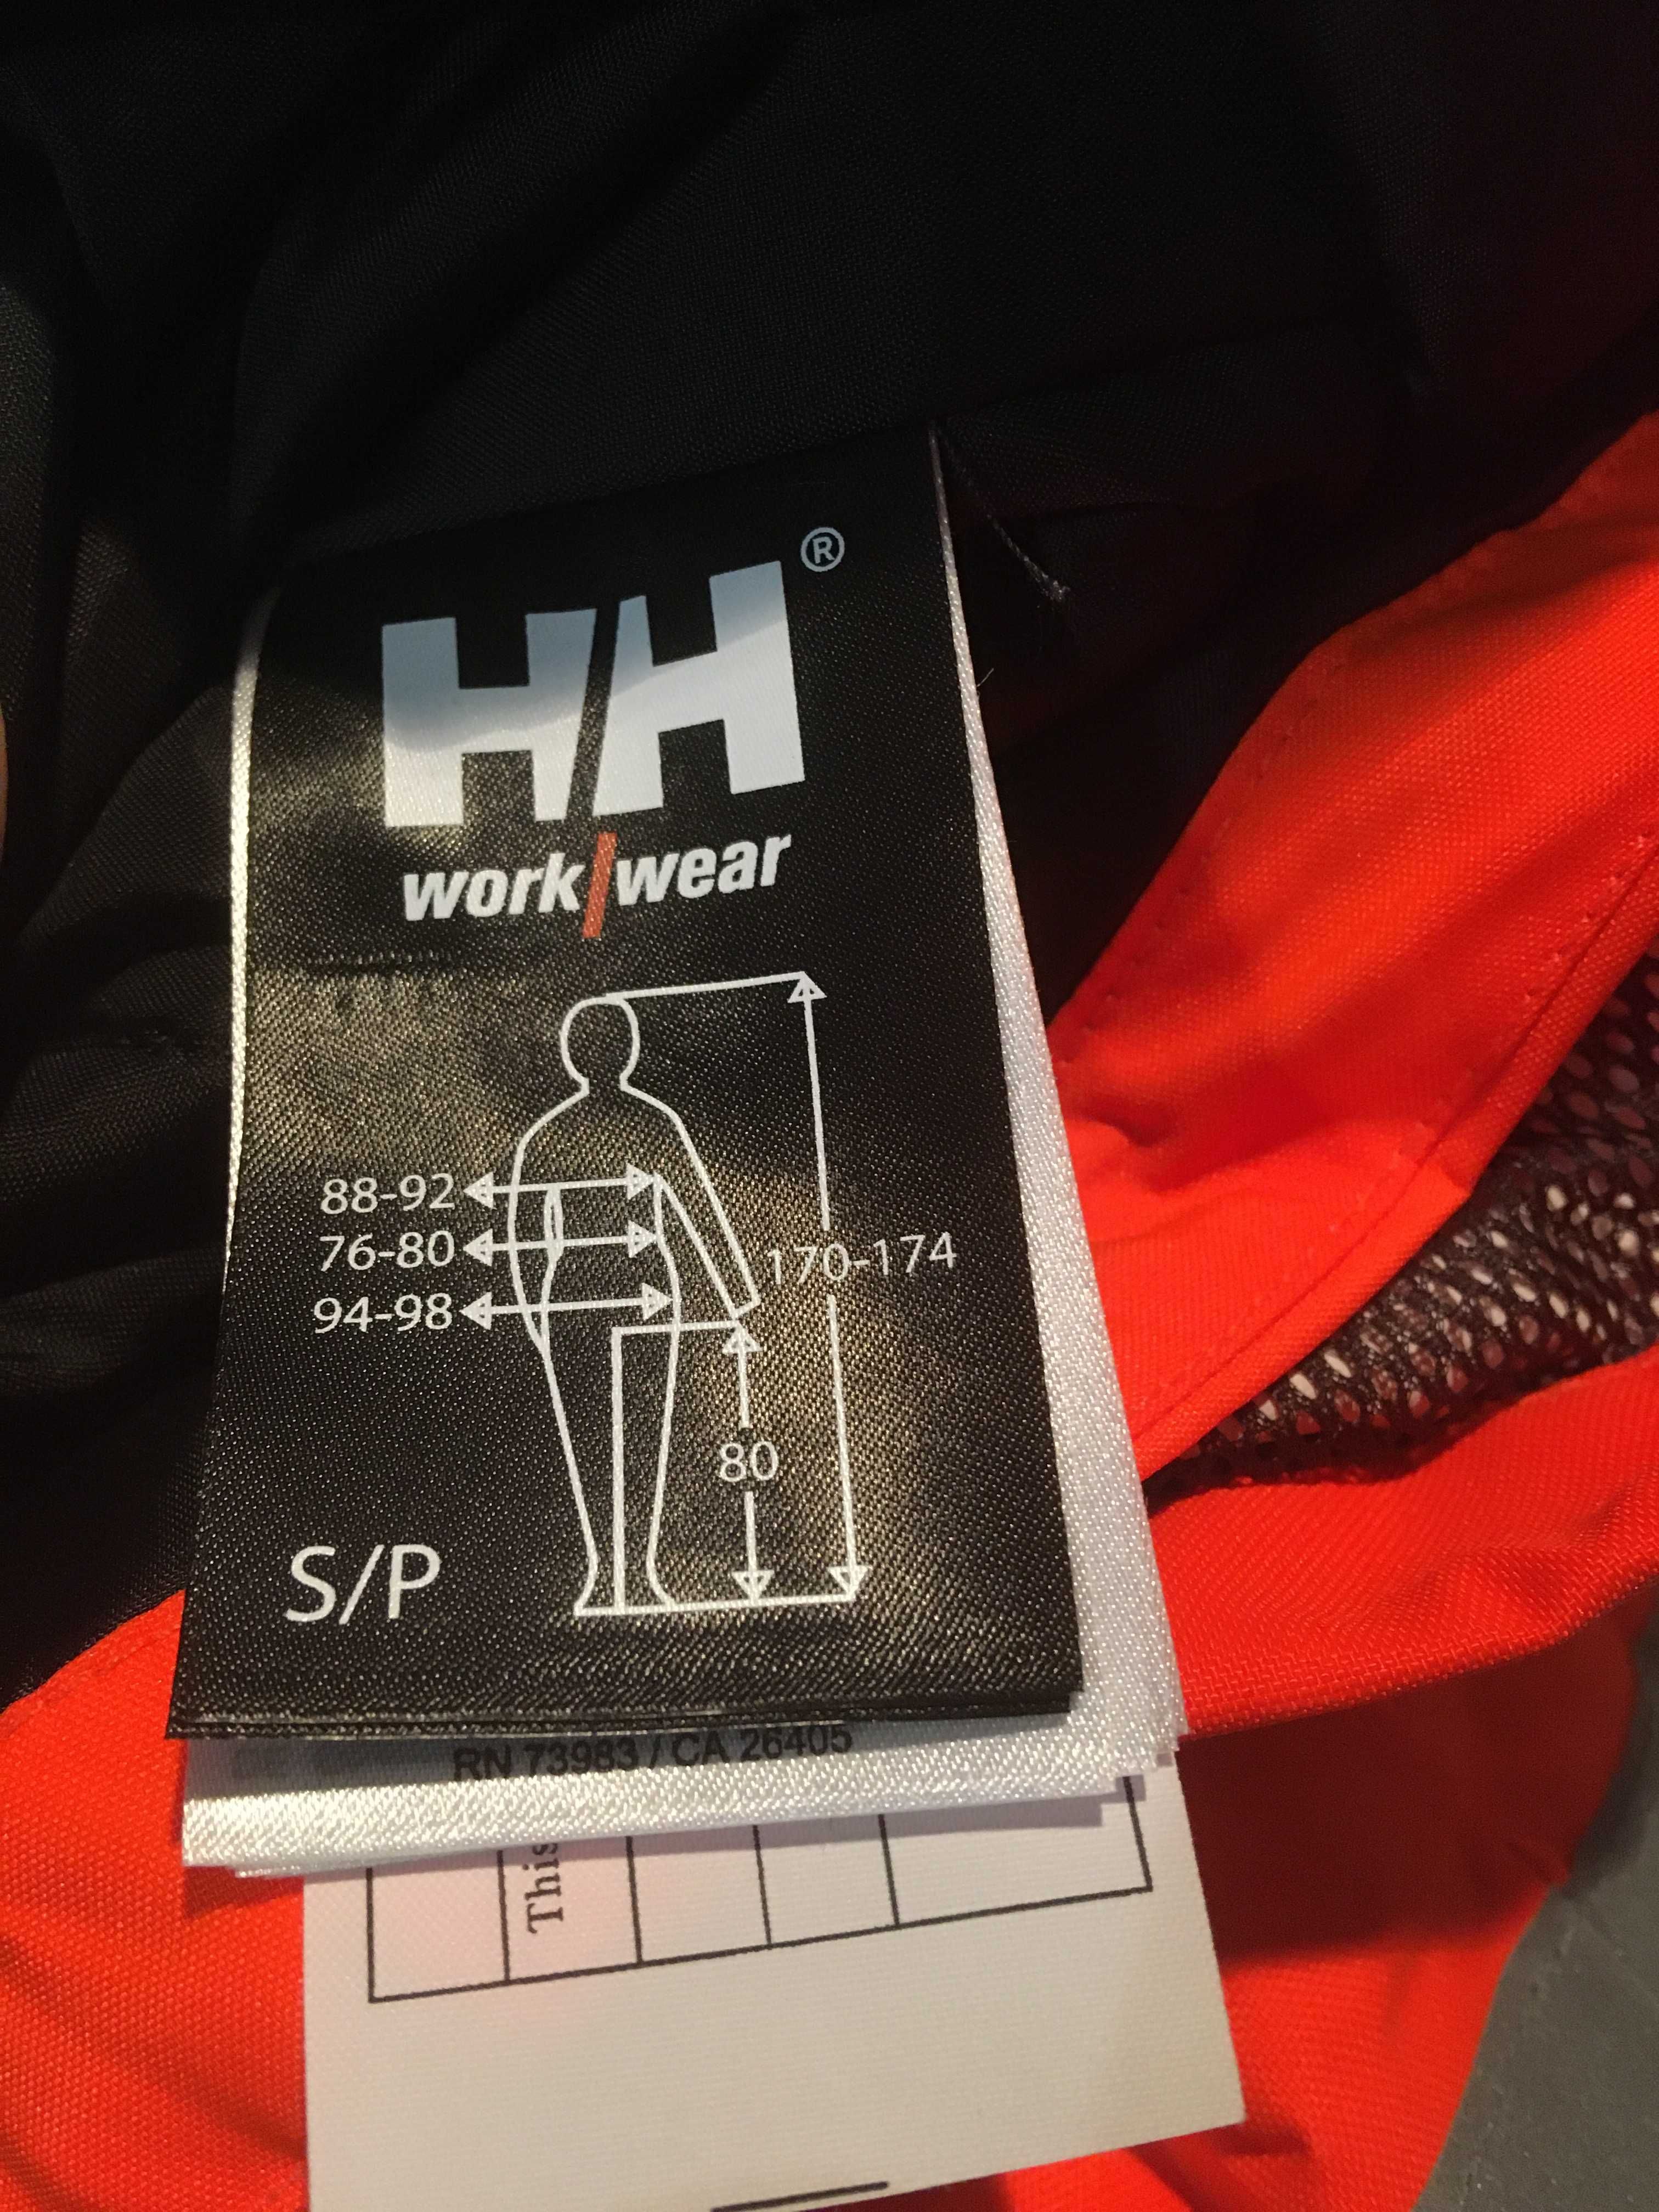 HH®
work/wear
88-92
76-80
94-98
170-174
80
S/P
RN 73983 / CA 26405
This